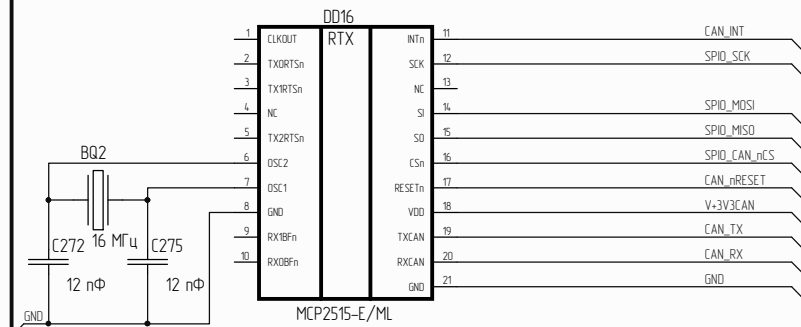 DD16
RTX
1 CLKOUT
2 TX0RTSn
3 TX1RTSn
4 NC
5 TX2RTSn
6 OSC2
7 OSC1
8 GND
9 RX1BFn
10 RX0BFn
INTn 11 CAN_INT
SCK 12 SPI0_SCK
NC 13
SI 14 SPI0_MOSI
SO 15 SPI0_MISO
CSn 16 SPI0_CAN_nCS
RESETn 17 CAN_nRESET
VDD 18 V+3V3CAN
TXCAN 19 CAN_TX
RXCAN 20 CAN_RX
GND 21 GND
MCP2515-E/ML
BQ2
16 МГц
C272
12 пФ
C275
12 пФ
GND